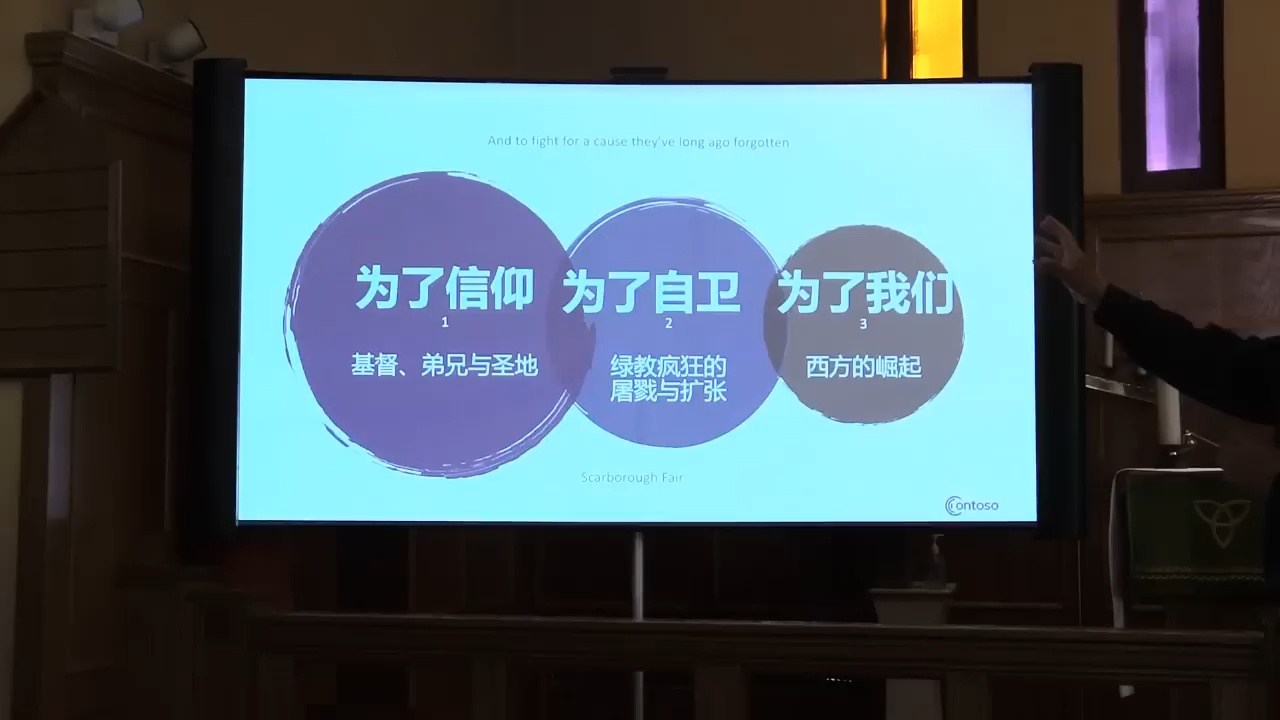 And to fight for a cause they've long ago forgotten
为了信仰
1
基督、弟兄与圣地
为了自卫
2
绿教疯狂的
屠戮与扩张
为了我们
3
西方的崛起
Scarborough Fair
Contoso